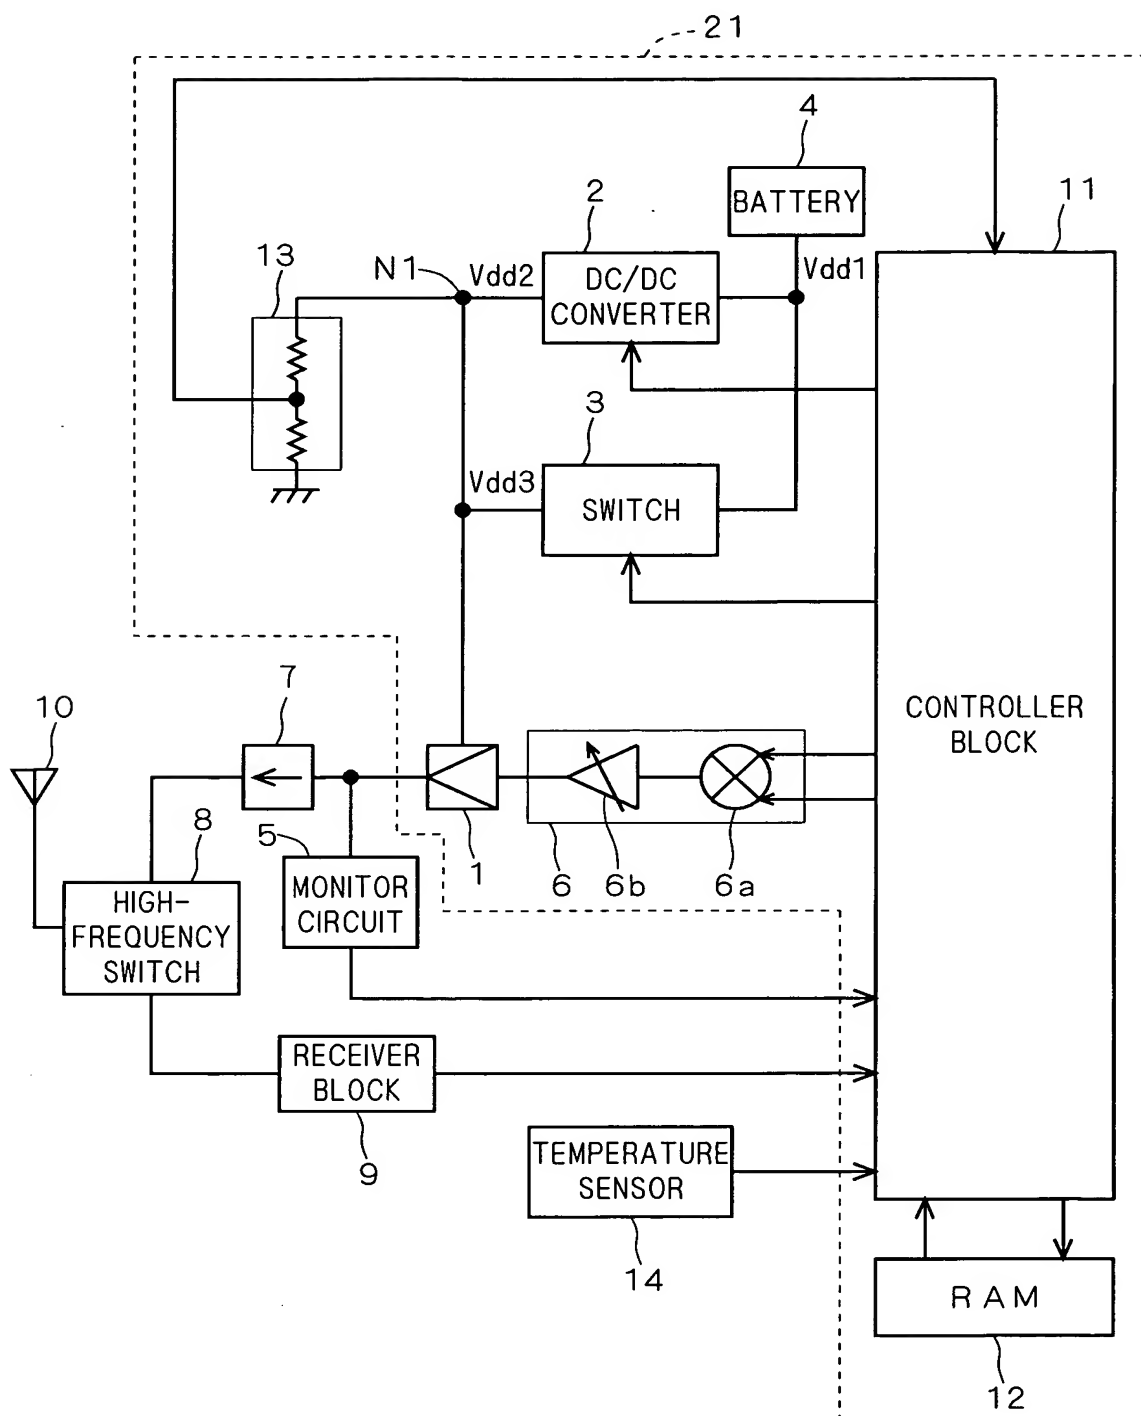 21
4
BATTERY
2
11
13
N1
Vdd2
DC/DC
CONVERTER
Vdd1
3
Vdd3
SWITCH
CONTROLLER
BLOCK
10
7
8
5
1
6
6b
6a
MONITOR
CIRCUIT
HIGH-
FREQUENCY
SWITCH
RECEIVER
BLOCK
9
TEMPERATURE
SENSOR
14
RAM
12